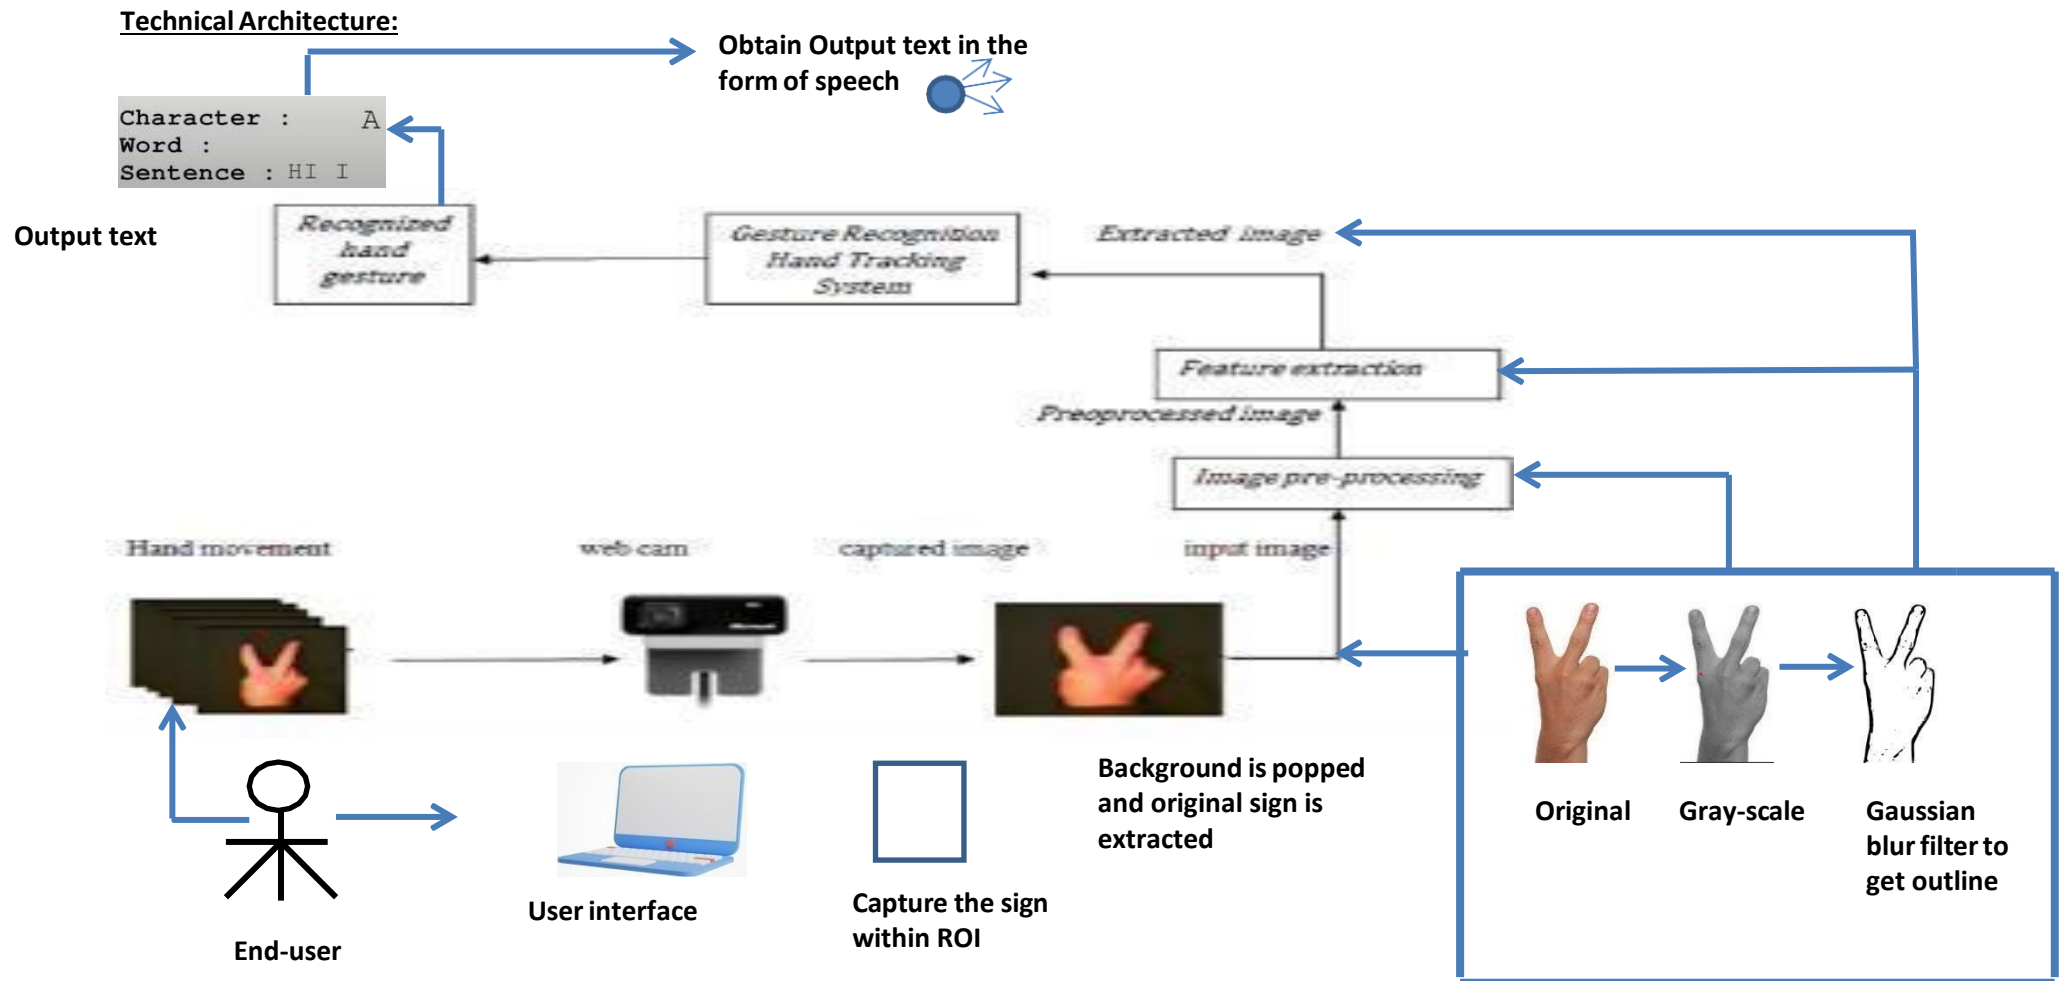 Technical Architecture:
Obtain Output text in the
form of speech
Character : A
Word :
Sentence : HI I
Output text
Recognized
hand
gesture
Gesture Recognition
Hand Tracking
System
Extracted image
Feature extraction
Preoprocessed image
Image pre-processing
Hand movement
web cam
captured image
input image
Background is popped
and original sign is
extracted
Original
Gray-scale
Gaussian
blur filter to
get outline
User interface
Capture the sign
within ROI
End-user